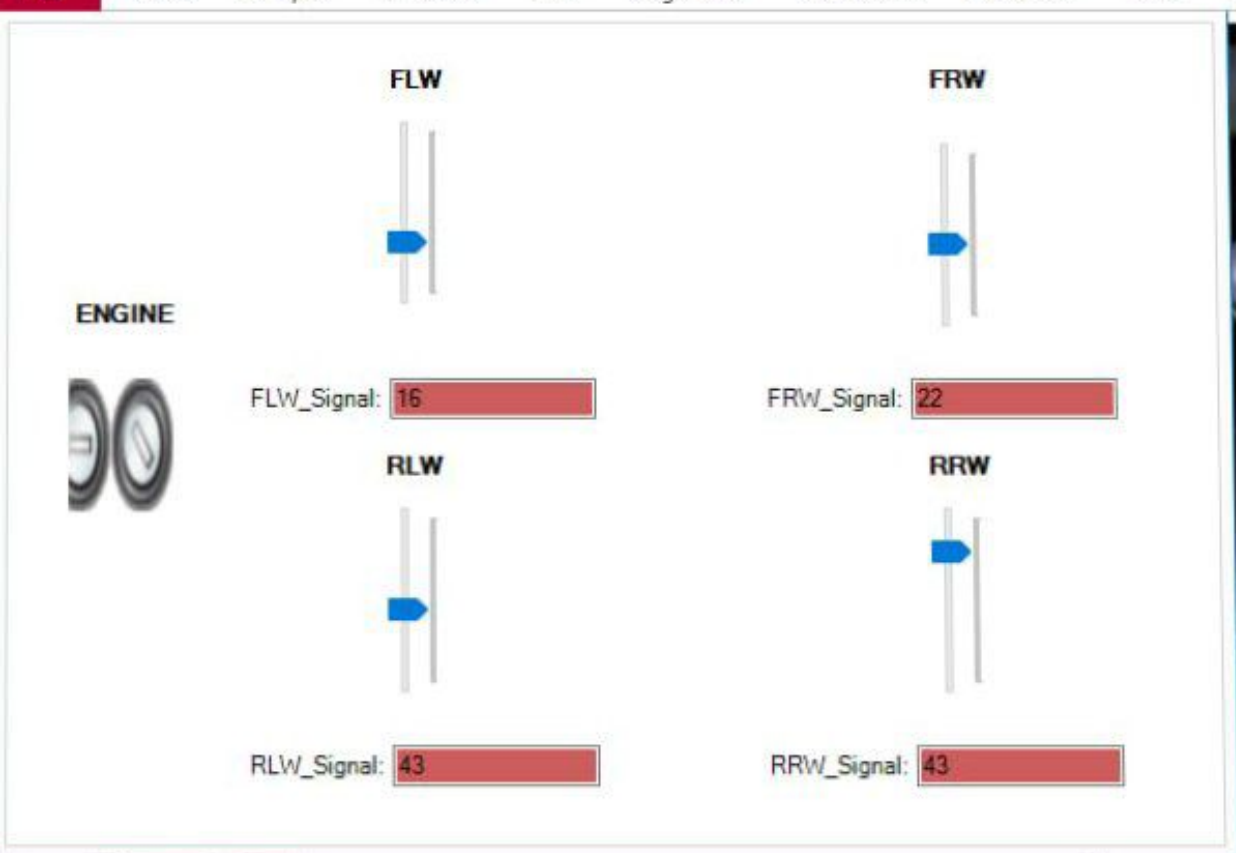 FLW
FRW
ENGINE
FLW_Signal: 16
FRW_Signal: 22
RLW
RRW
RLW_Signal: 43
RRW_Signal: 43